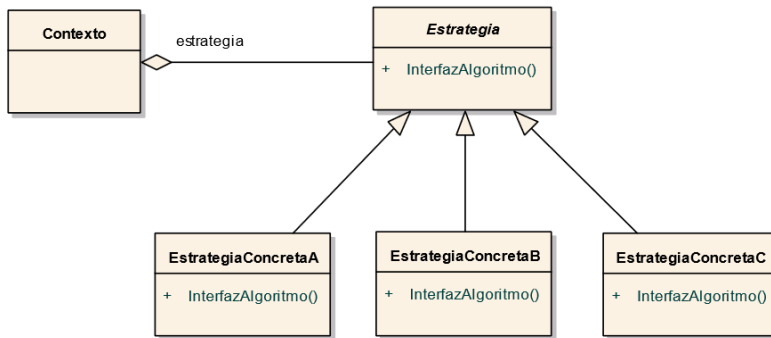 Contexto
estrategia
Estrategia
+ InterfazAlgoritmo()
EstrategiaConcretaA
+ InterfazAlgoritmo()
EstrategiaConcretaB
+ InterfazAlgoritmo()
EstrategiaConcretaC
+ InterfazAlgoritmo()